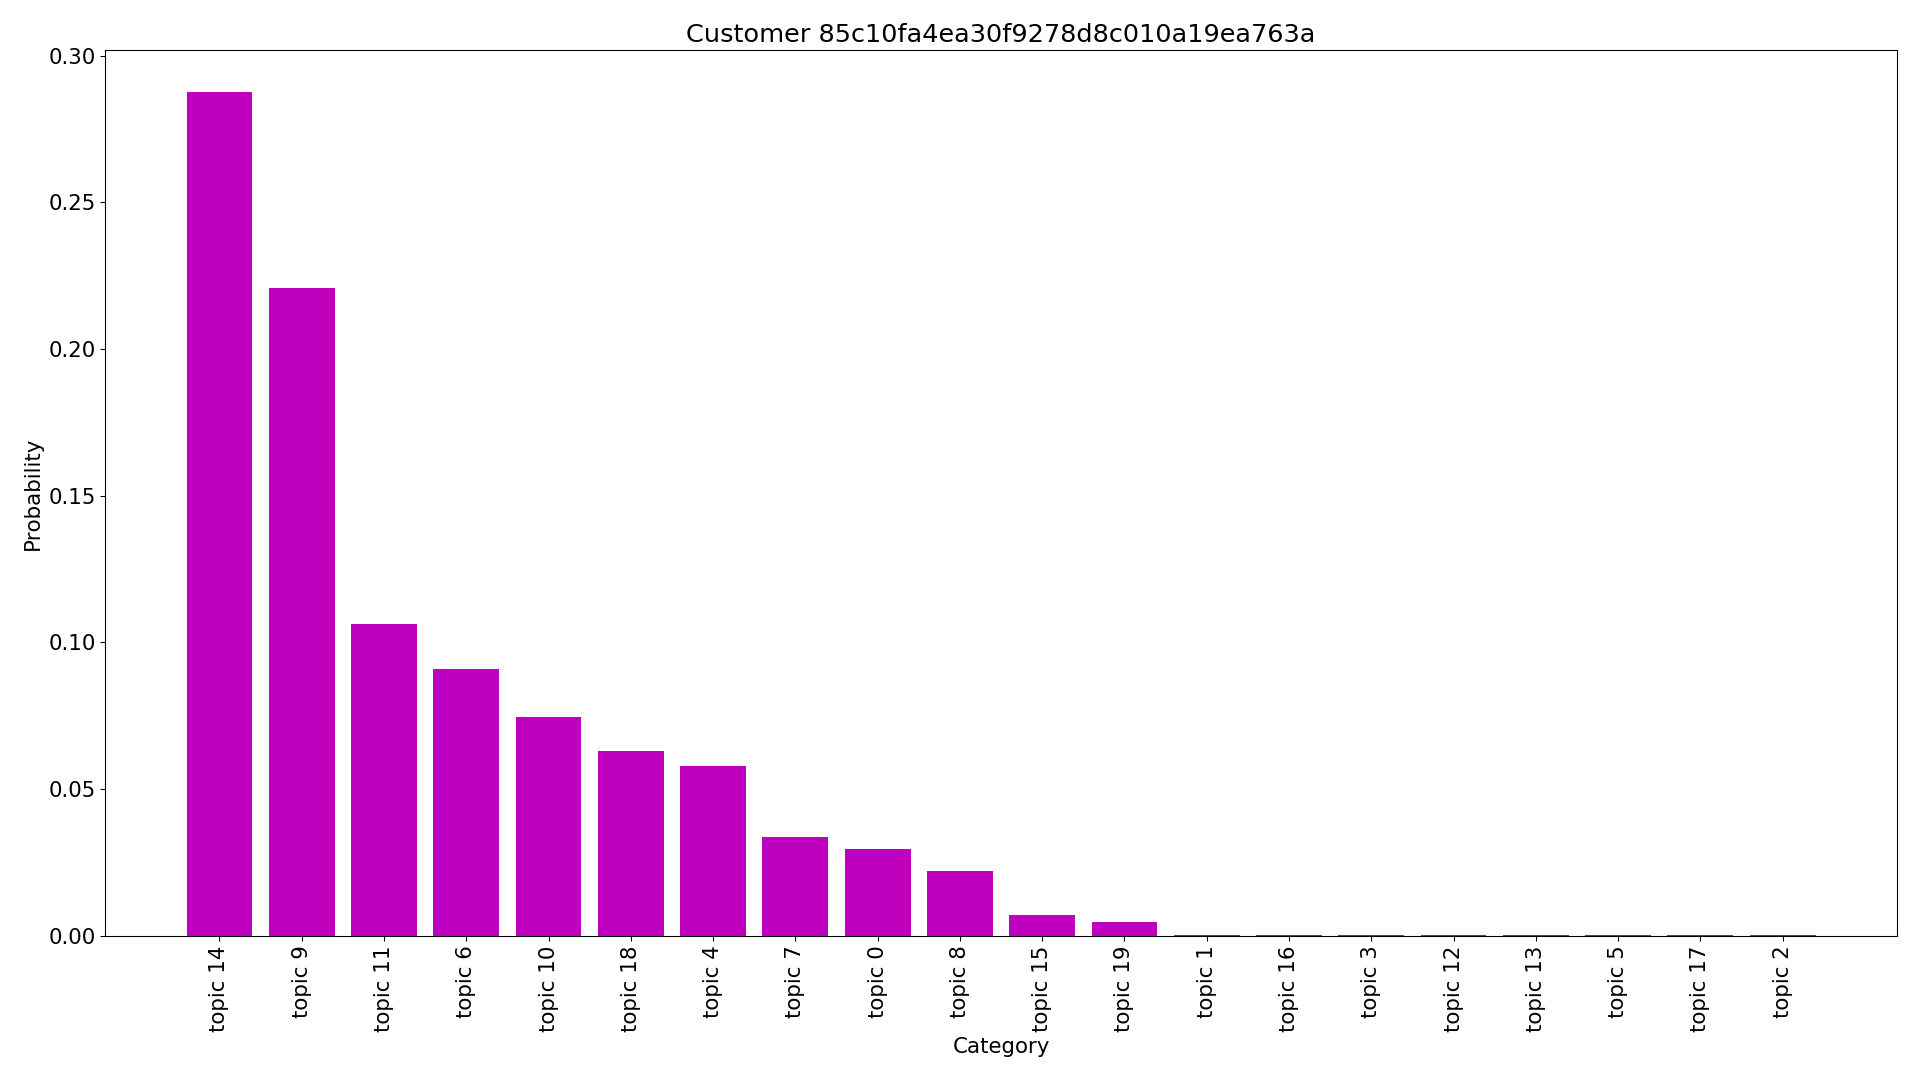 Customer 85c10fa4ea30f9278d8c010a19ea763a
0.30
0.25
0.20
0.15
0.10
0.05
0.00
Probability
topic 14
topic 9
topic 11
topic 6
topic 10
topic 18
topic 4
topic 7
topic 0
topic 8
topic 15
topic 19
topic 1
topic 16
topic 3
topic 12
topic 13
topic 5
topic 17
topic 2
Category